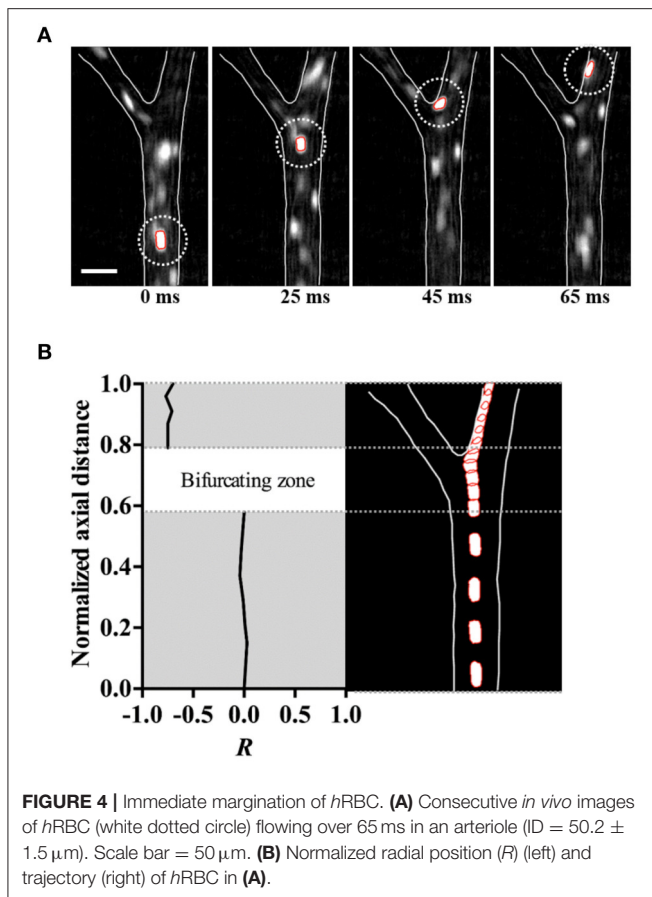 A
0 ms 25 ms 45 ms 65 ms
B
Normalized axial distance
1.0
0.8
0.6
0.4
0.2
0.0
Bifurcating zone
-1.0 -0.5 0.0 0.5 1.0
R
FIGURE 4 | Immediate margination of hRBC. (A) Consecutive in vivo images
of hRBC (white dotted circle) flowing over 65 ms in an arteriole (ID = 50.2 ±
1.5 μm). Scale bar = 50 μm. (B) Normalized radial position (R) (left) and
trajectory (right) of hRBC in (A).